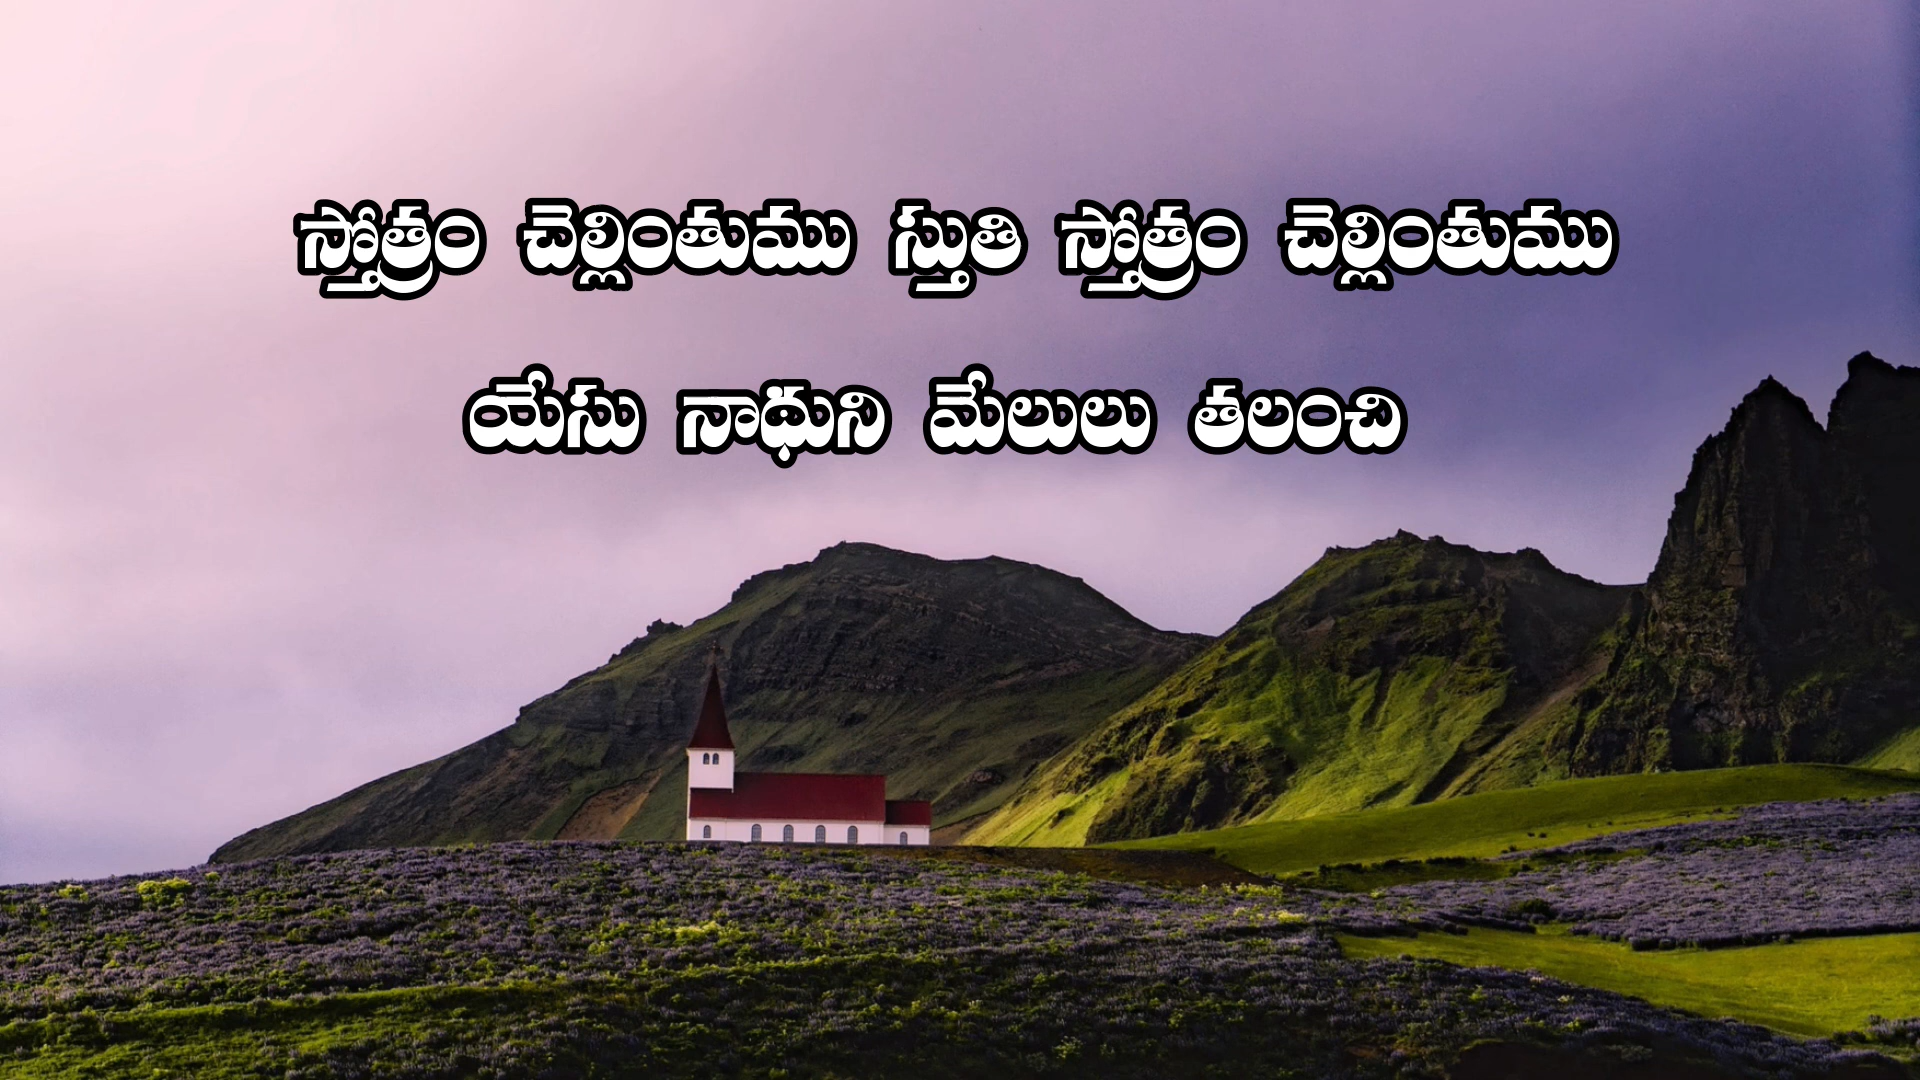 స్తోత్రం చెల్లింతుము స్తుతి స్తోత్రం చెల్లింతుము
యేసు నాథుని మేలులు తలంచి